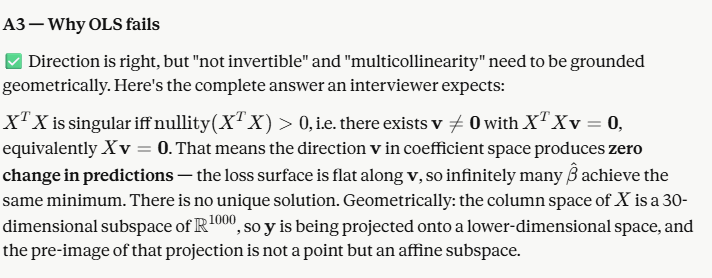 A3 — Why OLS fails
✅ Direction is right, but "not invertible" and "multicollinearity" need to be grounded
geometrically. Here's the complete answer an interviewer expects:
XᵀX is singular iff nullity(XᵀX) > 0, i.e. there exists v ≠ 0 with XᵀXv = 0,
equivalently Xv = 0. That means the direction v in coefficient space produces zero
change in predictions — the loss surface is flat along v, so infinitely many β̂ achieve the
same minimum. There is no unique solution. Geometrically: the column space of X is a 30-
dimensional subspace of ℝ¹⁰⁰⁰, so y is being projected onto a lower-dimensional space, and
the pre-image of that projection is not a point but an affine subspace.